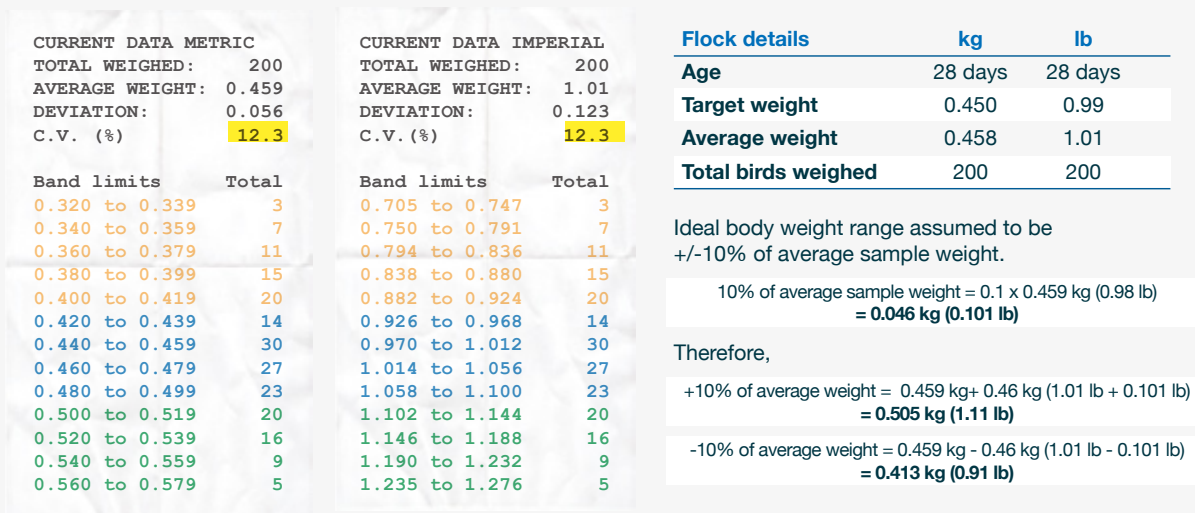 CURRENT DATA METRIC
TOTAL WEIGHED: 200
AVERAGE WEIGHT: 0.459
DEVIATION: 0.056
C.V. (%) 12.3
Band limits Total
0.320 to 0.339 3
0.340 to 0.359 7
0.360 to 0.379 11
0.380 to 0.399 15
0.400 to 0.419 20
0.420 to 0.439 14
0.440 to 0.459 30
0.460 to 0.479 27
0.480 to 0.499 23
0.500 to 0.519 20
0.520 to 0.539 16
0.540 to 0.559 9
0.560 to 0.579 5
CURRENT DATA IMPERIAL
TOTAL WEIGHED: 200
AVERAGE WEIGHT: 1.01
DEVIATION: 0.123
C.V.(%) 12.3
Band limits Total
0.705 to 0.747 3
0.750 to 0.791 7
0.794 to 0.836 11
0.838 to 0.880 15
0.882 to 0.924 20
0.926 to 0.968 14
0.970 to 1.012 30
1.014 to 1.056 27
1.058 to 1.100 23
1.102 to 1.144 20
1.146 to 1.188 16
1.190 to 1.232 9
1.235 to 1.276 5
Flock details kg lb
Age 28 days 28 days
Target weight 0.450 0.99
Average weight 0.458 1.01
Total birds weighed 200 200
Ideal body weight range assumed to be
+/-10% of average sample weight.
10% of average sample weight = 0.1 x 0.459 kg (0.98 lb)
= 0.046 kg (0.101 lb)
Therefore,
+10% of average weight = 0.459 kg+ 0.46 kg (1.01 lb + 0.101 lb)
= 0.505 kg (1.11 lb)
-10% of average weight = 0.459 kg - 0.46 kg (1.01 lb - 0.101 lb)
= 0.413 kg (0.91 lb)